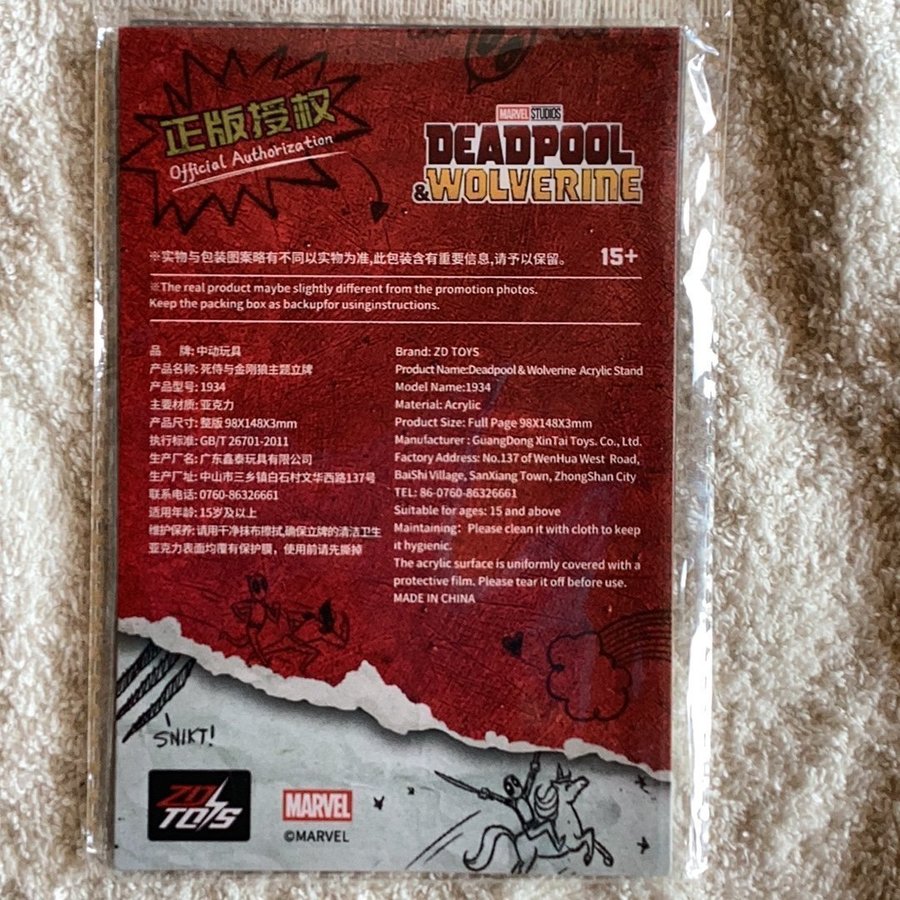 正版授权
Official Authorization
MARVEL STUDIOS
DEADPOOL
&WOLVERINE
※实物与包装图案略有不同以实物为准,此包装含有重要信息,请予以保留。
15+
※The real product maybe slightly different from the promotion photos.
Keep the packing box as backupfor usinginstructions.
品 牌: 中动玩具
产品名称: 死侍与金刚狼主题立牌
产品型号: 1934
主要材质: 亚克力
产品尺寸: 整版 98X148X3mm
执行标准: GB/T 26701-2011
生产厂名: 广东鑫泰玩具有限公司
生产厂址: 中山市三乡镇白石村文华西路137号
联系电话: 0760-86326661
适用年龄: 15岁及以上
维护保养: 请用干净抹布擦拭,确保立牌的清洁卫生
亚克力表面均覆有保护膜，使用前请先撕掉
Brand: ZD TOYS
Product Name:Deadpool & Wolverine Acrylic Stand
Model Name:1934
Material: Acrylic
Product Size: Full Page 98X148X3mm
Manufacturer : GuangDong XinTai Toys. Co., Ltd.
Factory Address: No.137 of WenHua West Road,
BaiShi Village, SanXiang Town, ZhongShan City
TEL: 86-0760-86326661
Suitable for ages: 15 and above
Maintaining: Please clean it with cloth to keep
it hygienic.
The acrylic surface is uniformly covered with a
protective film. Please tear it off before use.
MADE IN CHINA
SNIKT!
ZD
TOYS
MARVEL
©MARVEL